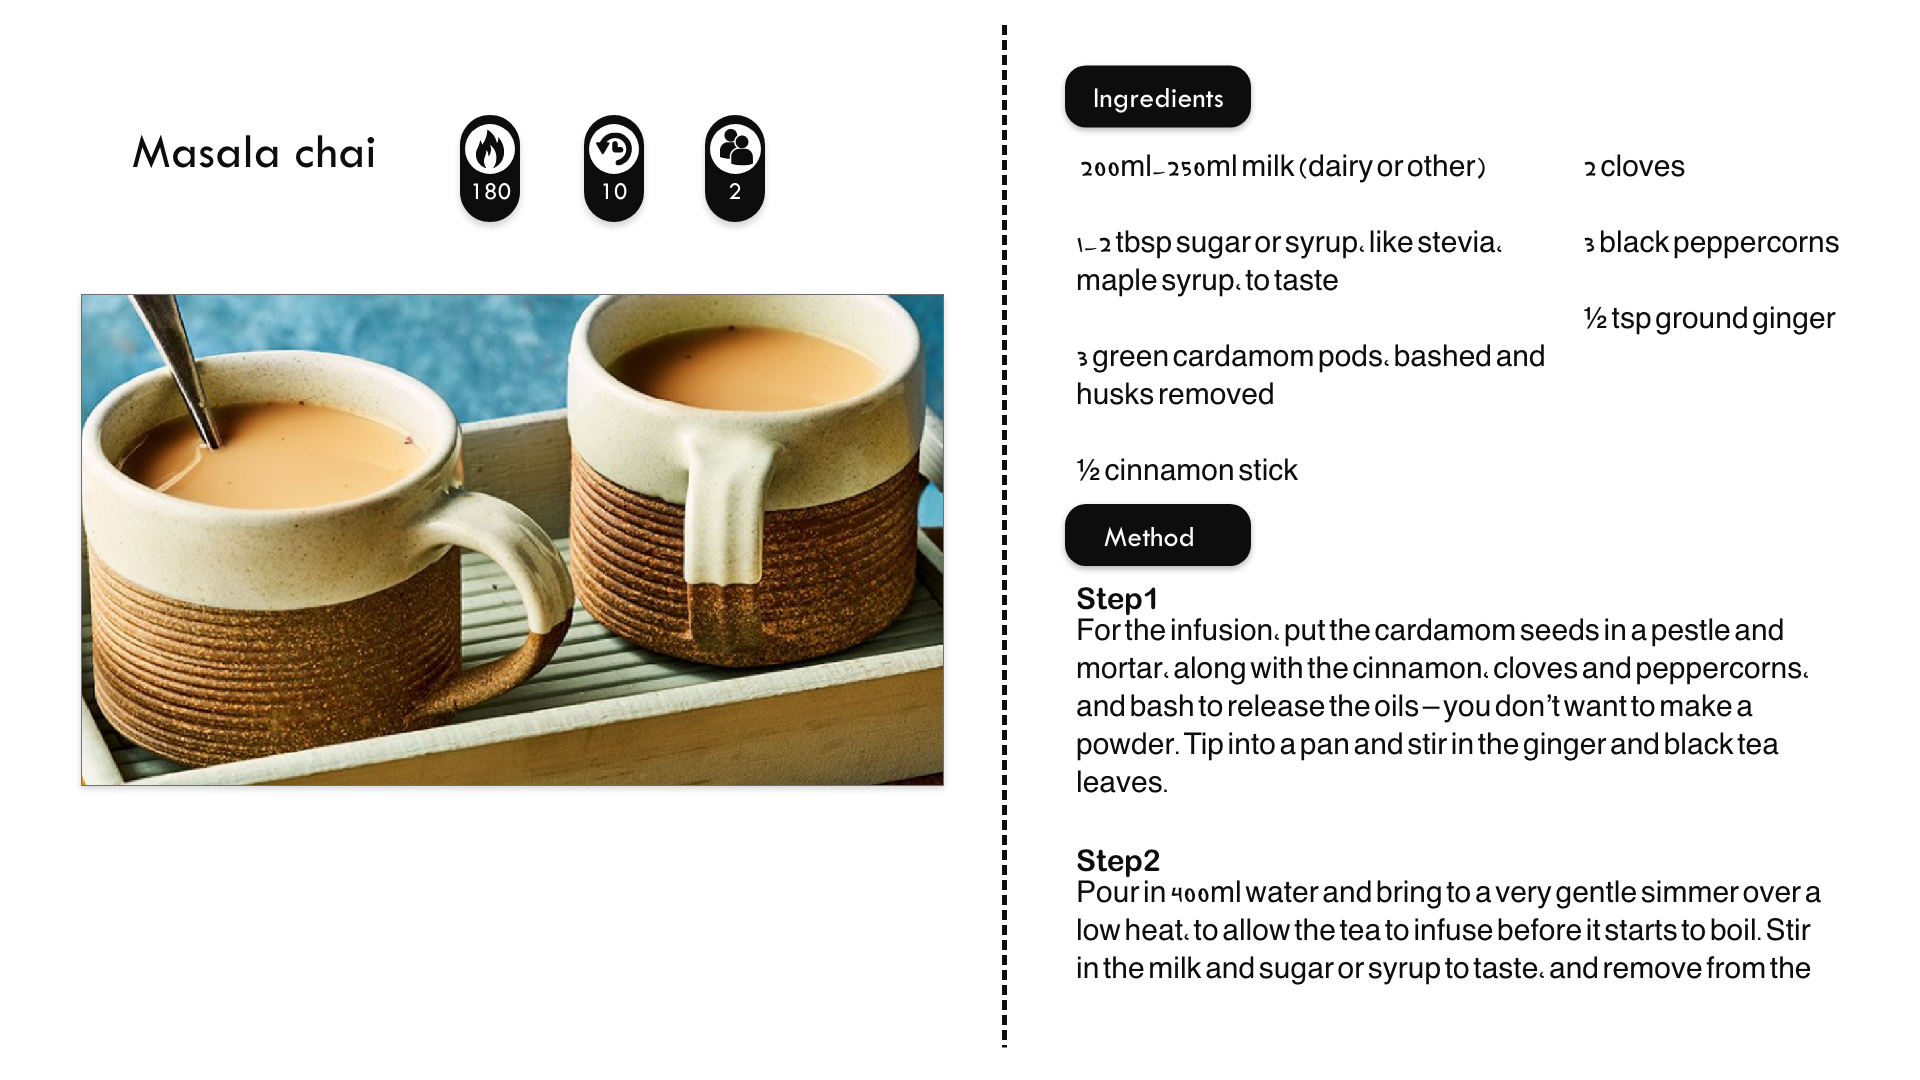 Masala chai
180
10
2
Ingredients
200ml–250ml milk (dairy or other)
1–2 tbsp sugar or syrup، like stevia،
maple syrup، to taste
3 green cardamom pods، bashed and
husks removed
½ cinnamon stick
2 cloves
3 black peppercorns
½ tsp ground ginger
Method
Step1
For the infusion، put the cardamom seeds in a pestle and
mortar، along with the cinnamon، cloves and peppercorns،
and bash to release the oils – you don’t want to make a
powder. Tip into a pan and stir in the ginger and black tea
leaves.
Step2
Pour in 400ml water and bring to a very gentle simmer over a
low heat، to allow the tea to infuse before it starts to boil. Stir
in the milk and sugar or syrup to taste، and remove from the